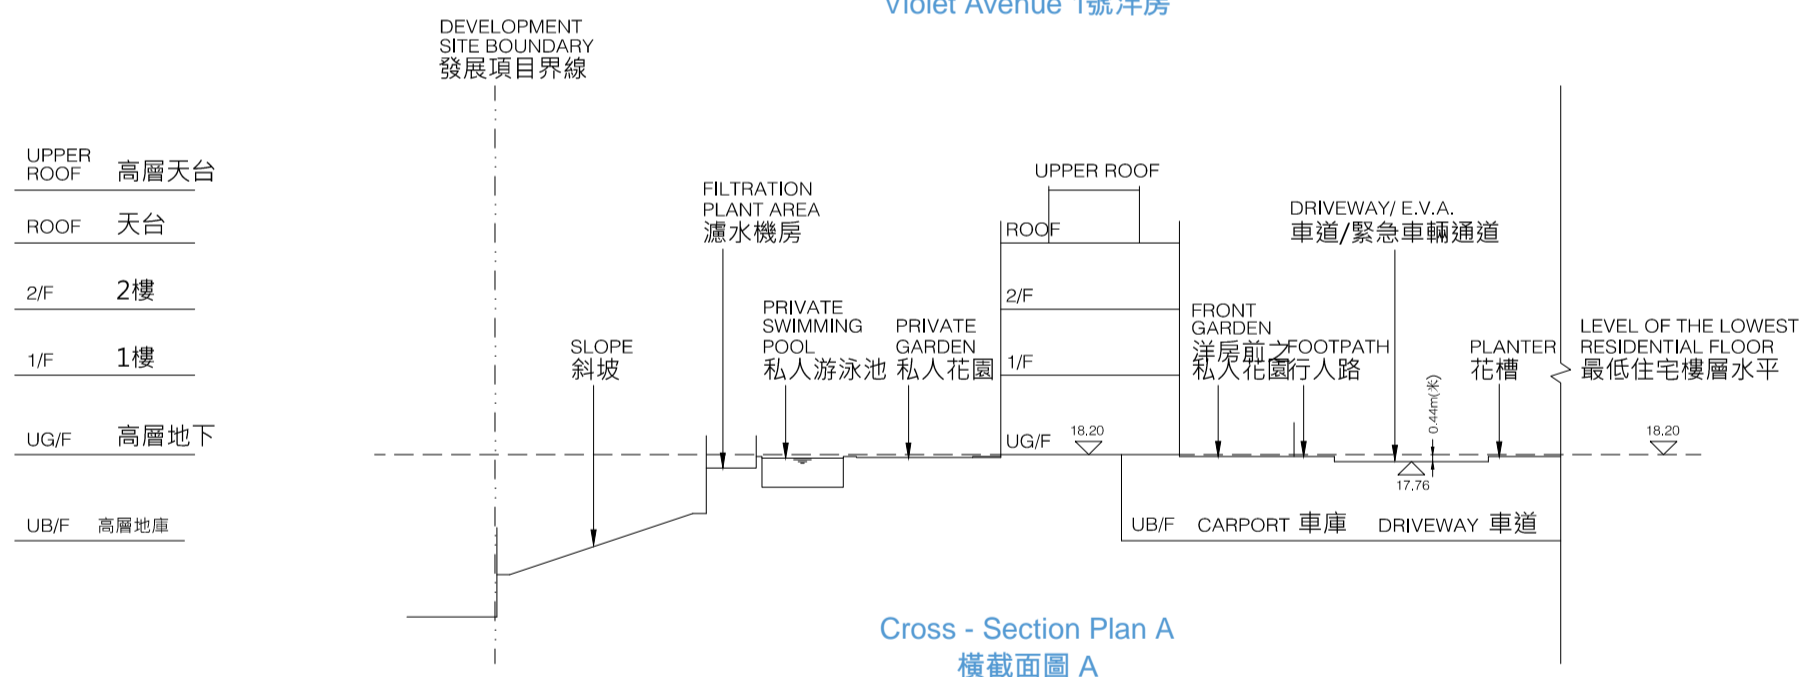 Violet Avenue 1號洋房
DEVELOPMENT
SITE BOUNDARY
發展項目界線
UPPER
ROOF 高層天台
ROOF 天台
2/F 2樓
1/F 1樓
UG/F 高層地下
UB/F 高層地庫
SLOPE
斜坡
FILTRATION
PLANT AREA
濾水機房
PRIVATE
SWIMMING
POOL
私人游泳池
PRIVATE
GARDEN
私人花園
UPPER ROOF
ROOF
2/F
1/F
UG/F
18.20
FRONT
GARDEN
洋房前之
私人花園
FOOTPATH
行人路
DRIVEWAY/ E.V.A.
車道/緊急車輛通道
0.44m(米)
17.76
PLANTER
花槽
LEVEL OF THE LOWEST
RESIDENTIAL FLOOR
最低住宅樓層水平
18.20
UB/F CARPORT 車庫 DRIVEWAY 車道
Cross - Section Plan A
橫截面圖 A